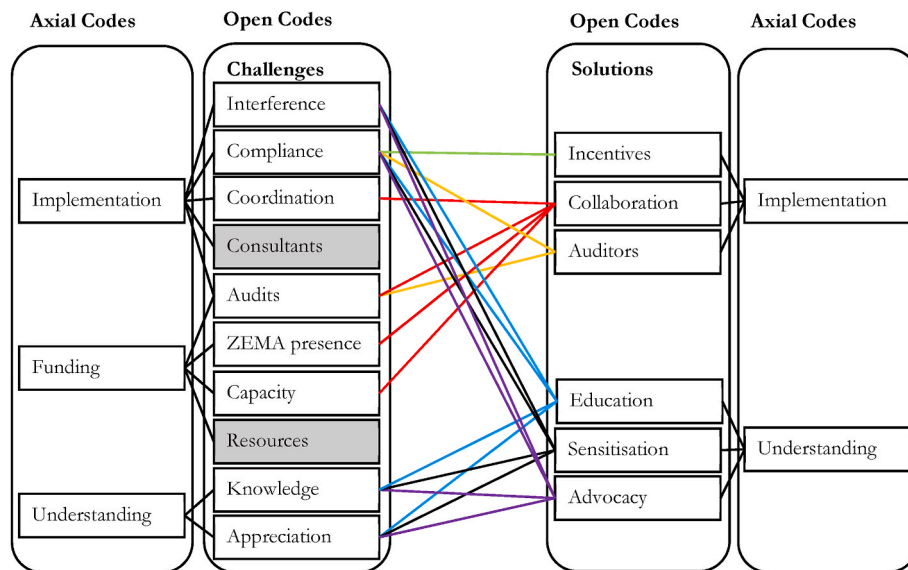 Axial Codes
Open Codes
Open Codes
Axial Codes
Challenges
Interference
Compliance
Coordination
Consultants
Audits
ZEMA presence
Capacity
Resources
Knowledge
Appreciation
Implementation
Funding
Understanding
Solutions
Incentives
Collaboration
Auditors
Education
Sensitisation
Advocacy
Implementation
Understanding